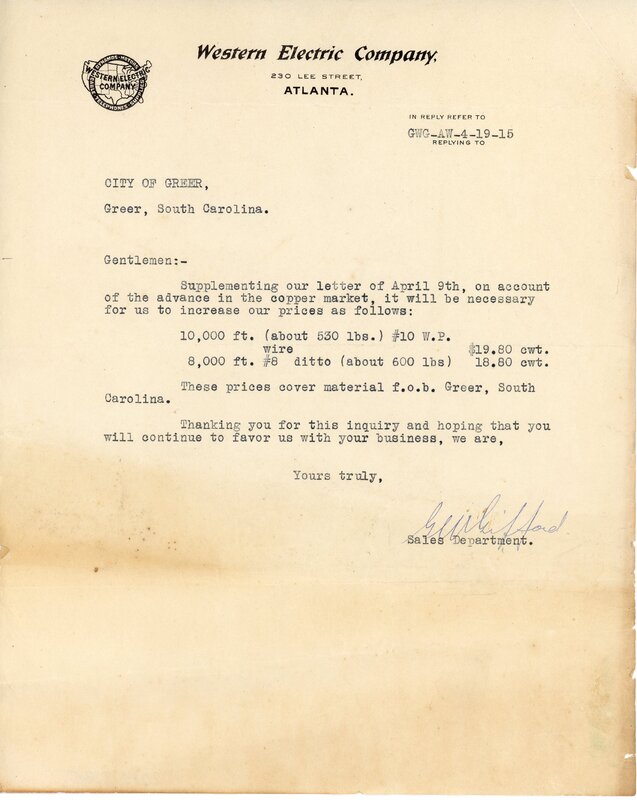 Western Electric Company,
230 LEE STREET,
ATLANTA.
WESTERN ELECTRIC
COMPANY
IN REPLY REFER TO
GWG-AW-4-19-15
REPLYING TO
CITY OF GREER,
Greer, South Carolina.
Gentlemen:-
Supplementing our letter of April 9th, on account
of the advance in the copper market, it will be necessary
for us to increase our prices as follows:
10,000 ft. (about 530 lbs.) #10 W.P.
wire $19.80 cwt.
8,000 ft. #8 ditto (about 600 lbs) 18.80 cwt.
These prices cover material f.o.b. Greer, South
Carolina.
Thanking you for this inquiry and hoping that you
will continue to favor us with your business, we are,
Yours truly,
GW Gifford
Sales Department.